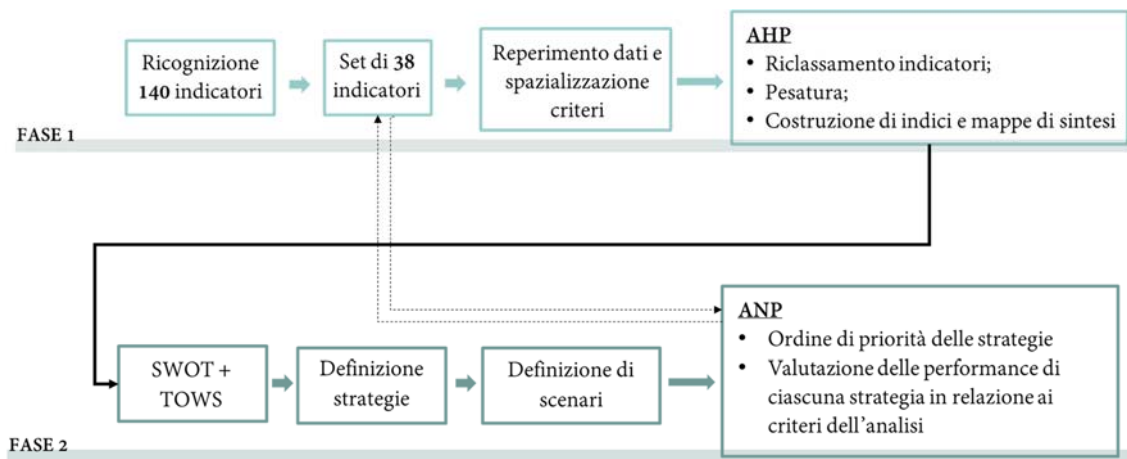 Ricognizione
140 indicatori
Set di 38
indicatori
Reperimento dati e
spazializzazione
criteri
AHP
• Riclassamento indicatori;
• Pesatura;
• Costruzione di indici e mappe di sintesi
FASE 1
SWOT +
TOWS
Definizione
strategie
Definizione di
scenari
ANP
• Ordine di priorità delle strategie
• Valutazione delle performance di
ciascuna strategia in relazione ai
criteri dell'analisi
FASE 2